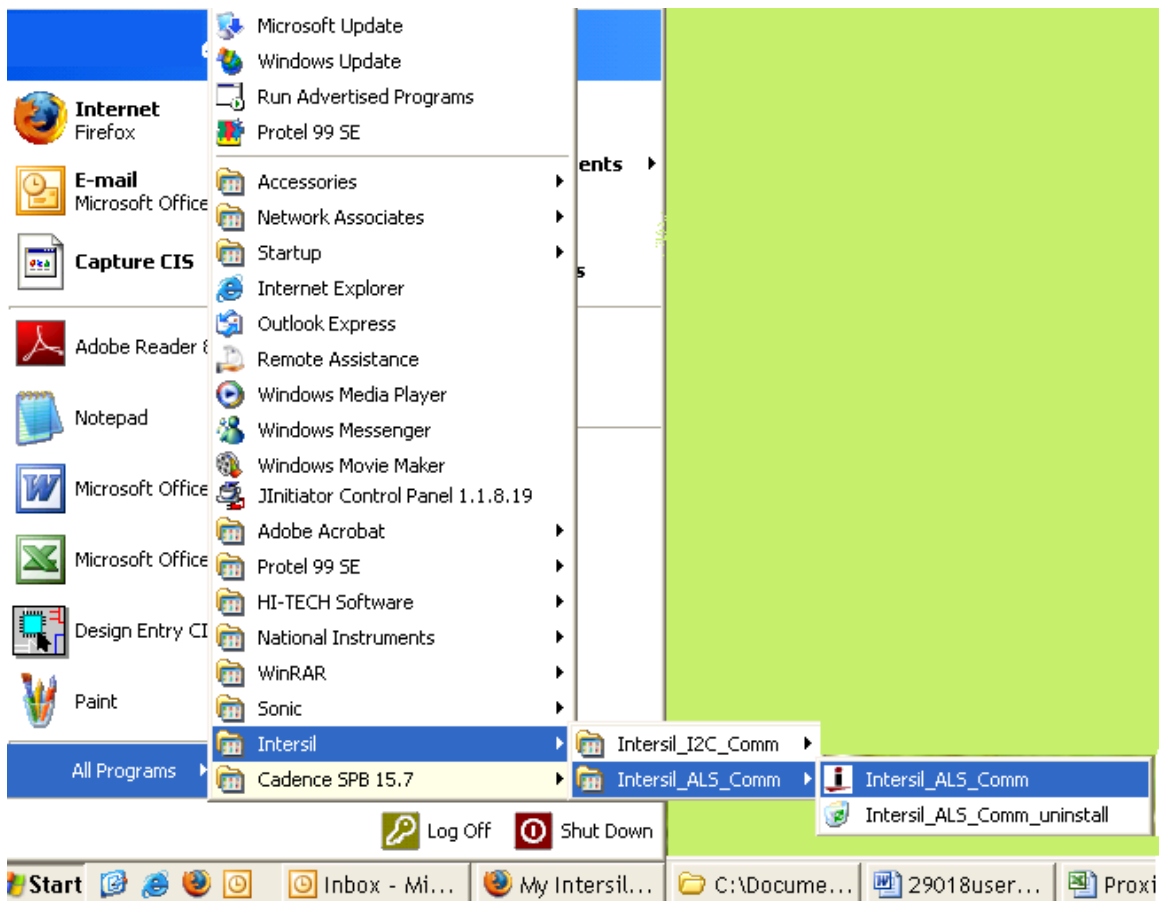 Internet
Firefox
E-mail
Microsoft Office
Capture CIS
Adobe Reader 8
Notepad
Microsoft Office
Microsoft Office
Design Entry CI
Paint
All Programs
Microsoft Update
Windows Update
Run Advertised Programs
Protel 99 SE
Accessories
Network Associates
Startup
Internet Explorer
Outlook Express
Remote Assistance
Windows Media Player
Windows Messenger
Windows Movie Maker
JInitiator Control Panel 1.1.8.19
Adobe Acrobat
Protel 99 SE
HI-TECH Software
National Instruments
WinRAR
Sonic
Intersil
Cadence SPB 15.7
ents
s
Intersil_I2C_Comm
Intersil_ALS_Comm
Intersil_ALS_Comm
Intersil_ALS_Comm_uninstall
Log Off
Shut Down
Start
Inbox - Mi...
My Intersil...
C:\Docume...
29018user...
Proxi